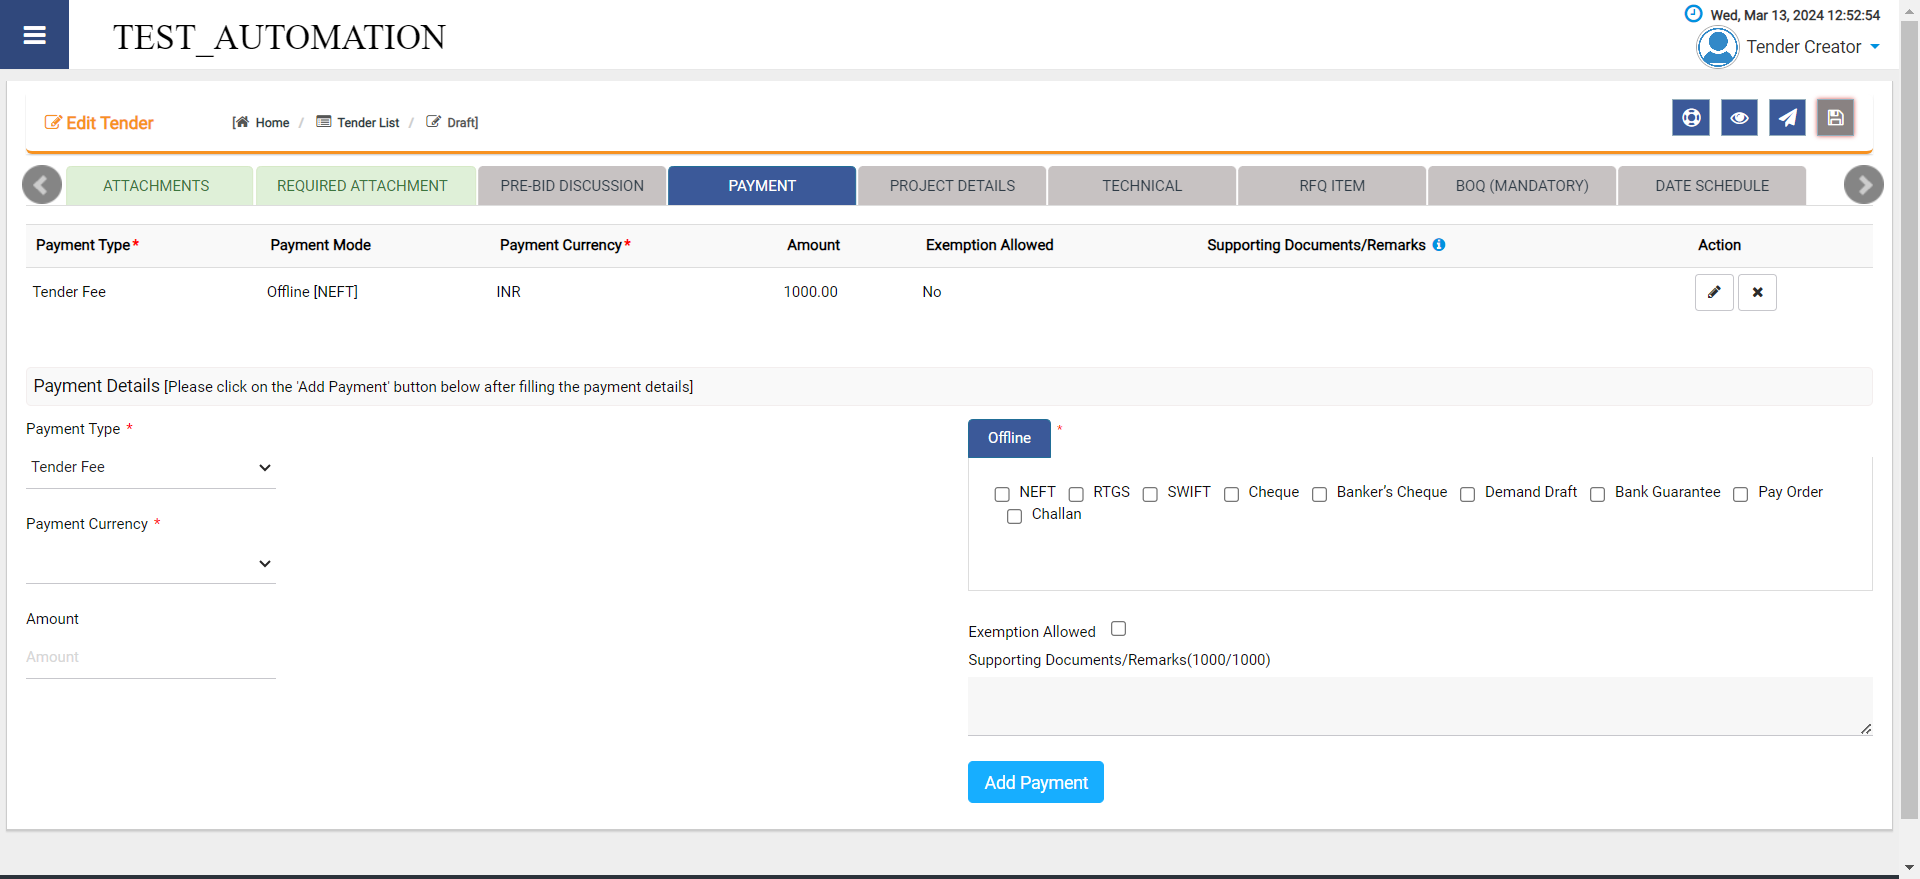 TEST_AUTOMATION
Wed, Mar 13, 2024 12:52:54
Tender Creator
Edit Tender
[ Home / Tender List / Draft]
ATTACHMENTS REQUIRED ATTACHMENT PRE-BID DISCUSSION PAYMENT PROJECT DETAILS TECHNICAL RFQ ITEM BOQ (MANDATORY) DATE SCHEDULE
Payment Type* Payment Mode Payment Currency* Amount Exemption Allowed Supporting Documents/Remarks Action
Tender Fee Offline [NEFT] INR 1000.00 No
Payment Details [Please click on the 'Add Payment' button below after filling the payment details]
Payment Type *
Tender Fee
Payment Currency *
Amount
Amount
Offline *
NEFT RTGS SWIFT Cheque Banker’s Cheque Demand Draft Bank Guarantee Pay Order
Challan
Exemption Allowed
Supporting Documents/Remarks(1000/1000)
Add Payment